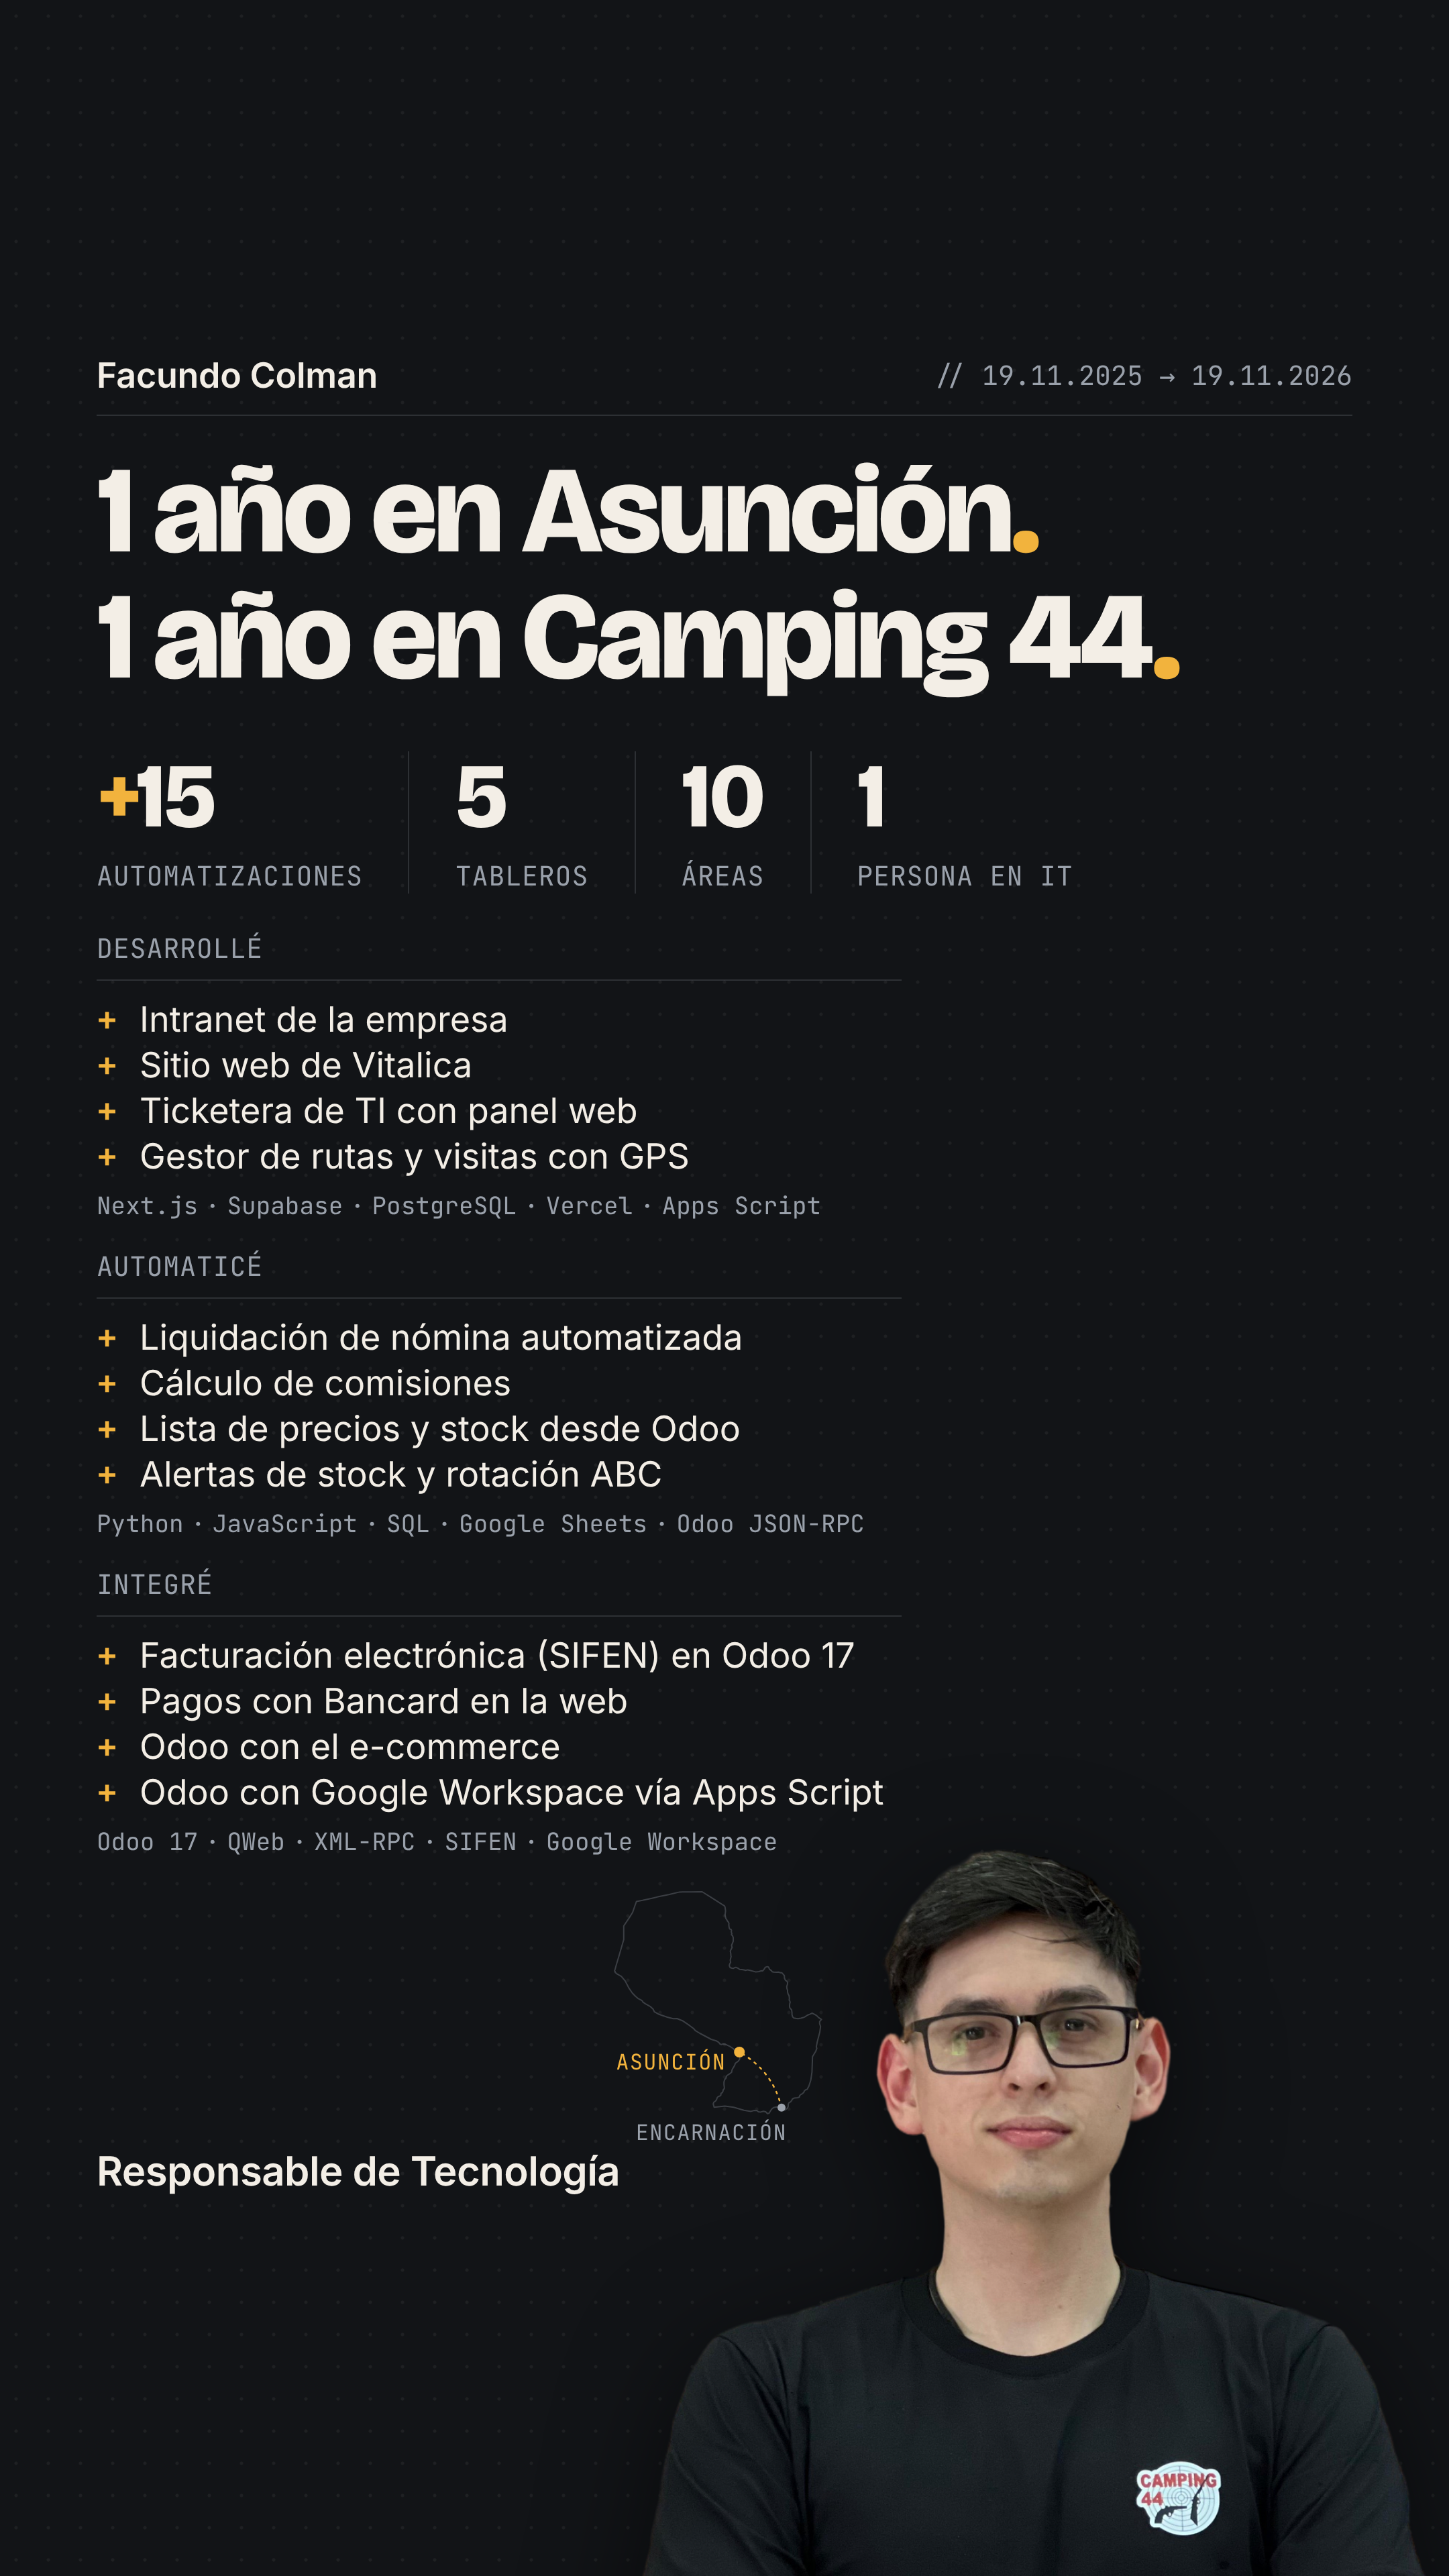 Facundo Colman
// 19.11.2025 → 19.11.2026
1 año en Asunción.
1 año en Camping 44.
+15
AUTOMATIZACIONES
5
TABLEROS
10
ÁREAS
1
PERSONA EN IT
DESARROLLÉ
+ Intranet de la empresa
+ Sitio web de Vitalica
+ Ticketera de TI con panel web
+ Gestor de rutas y visitas con GPS
Next.js · Supabase · PostgreSQL · Vercel · Apps Script
AUTOMATICÉ
+ Liquidación de nómina automatizada
+ Cálculo de comisiones
+ Lista de precios y stock desde Odoo
+ Alertas de stock y rotación ABC
Python · JavaScript · SQL · Google Sheets · Odoo JSON-RPC
INTEGRÉ
+ Facturación electrónica (SIFEN) en Odoo 17
+ Pagos con Bancard en la web
+ Odoo con el e-commerce
+ Odoo con Google Workspace vía Apps Script
Odoo 17 · QWeb · XML-RPC · SIFEN · Google Workspace
ASUNCIÓN
ENCARNACIÓN
Responsable de Tecnología
CAMPING
44